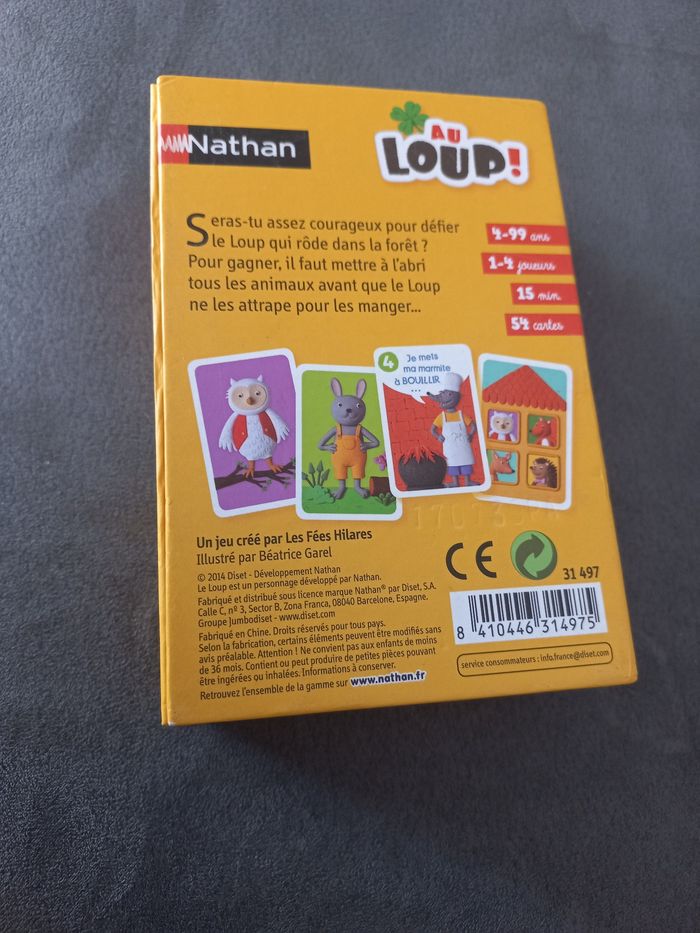 Nathan
AU
LOUP!
Seras-tu assez courageux pour défier
le Loup qui rôde dans la forêt ?
Pour gagner, il faut mettre à l'abri
tous les animaux avant que le Loup
ne les attrape pour les manger...
4-99 ans
1-4 joueurs
15 min
54 cartes
4
Je mets
ma marmite
à BOUILLIR
...
Un jeu créé par Les Fées Hilares
Illustré par Béatrice Garel
© 2014 Diset - Développement Nathan
Le Loup est un personnage développé par Nathan.
Fabriqué et distribué sous licence marque Nathan® par Diset, S.A.
Calle C, nº 3, Sector B, Zona Franca, 08040 Barcelone, Espagne.
Groupe Jumbodiset - www.diset.com
Fabriqué en Chine. Droits réservés pour tous pays.
Selon la fabrication, certains éléments peuvent être modifiés sans
avis préalable. Attention ! Ne convient pas aux enfants de moins
de 36 mois. Contient ou peut produire de petites pièces pouvant
être ingérées ou inhalées. Informations à conserver.
Retrouvez l'ensemble de la gamme sur www.nathan.fr
CE
31 497
8 410446 314975
service consommateurs : info.france@diset.com